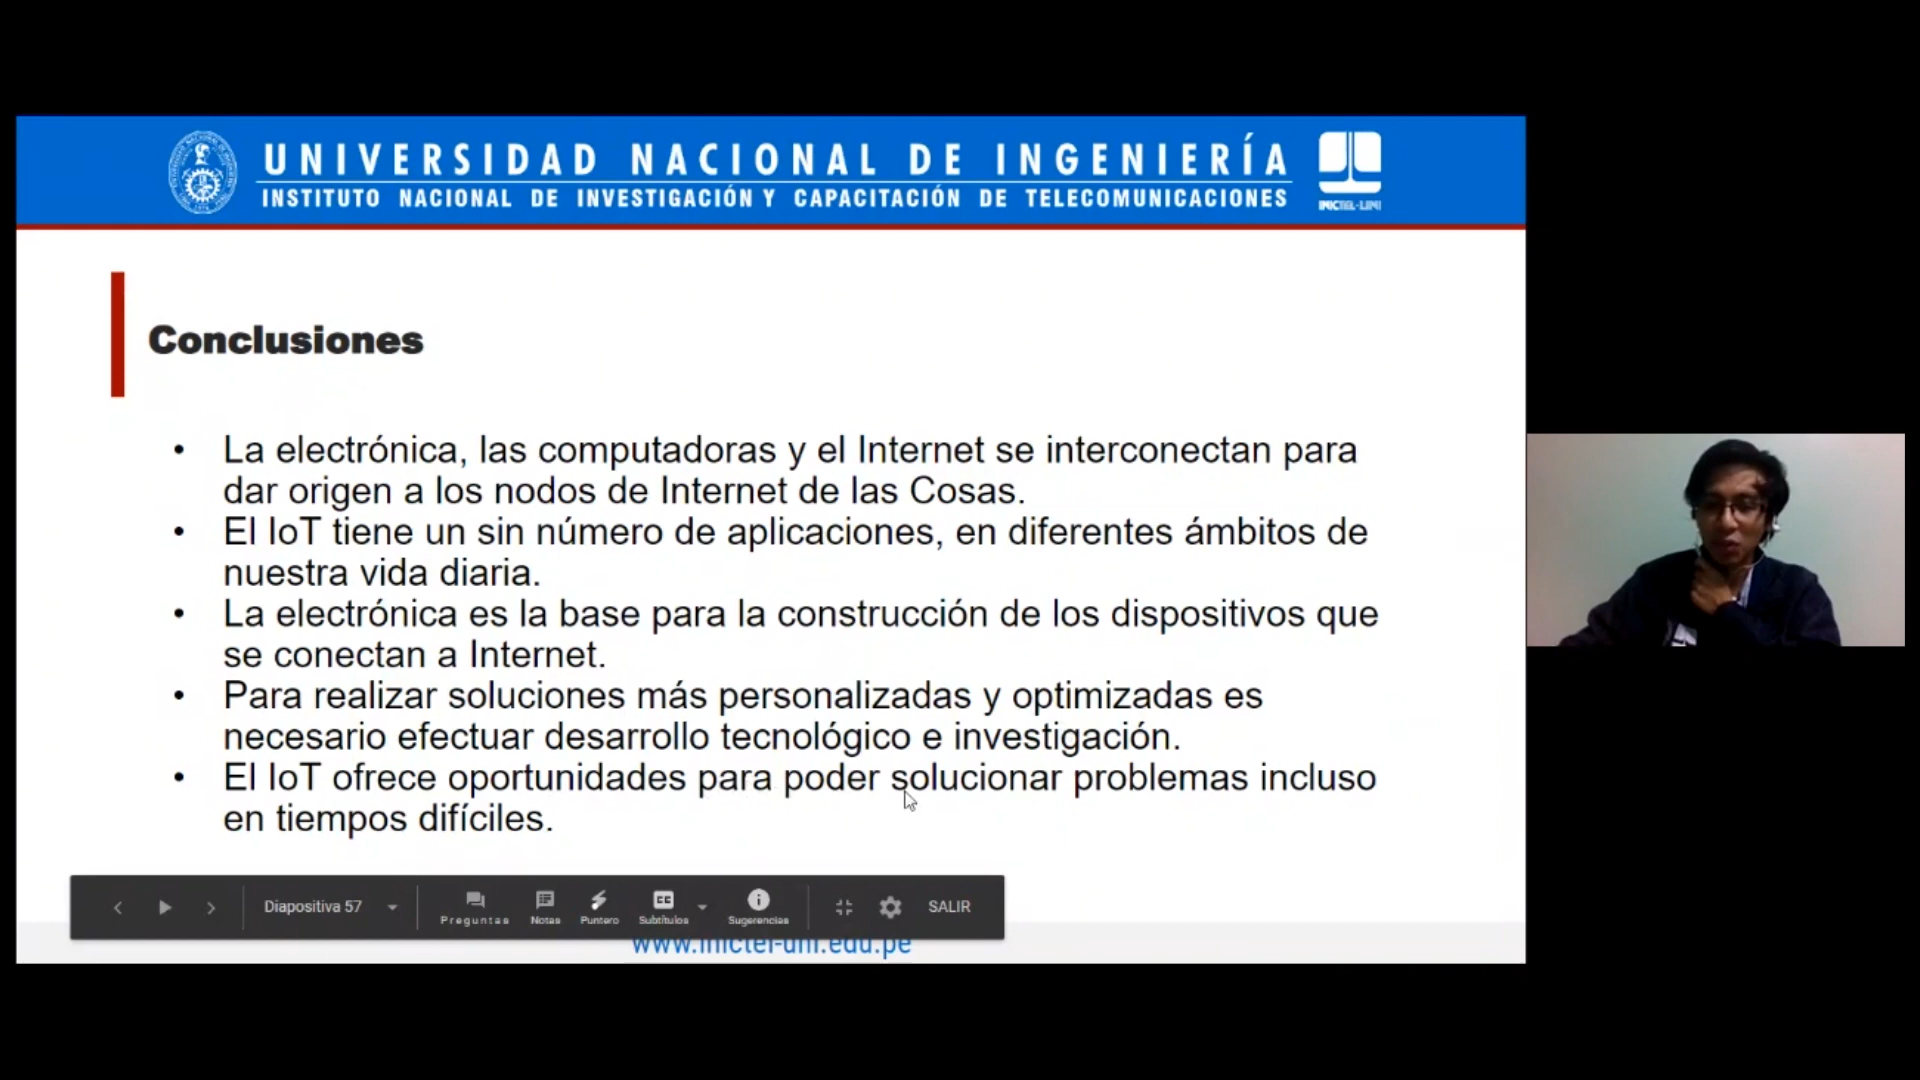 UNIVERSIDAD NACIONAL DE INGENIERÍA
INSTITUTO NACIONAL DE INVESTIGACIÓN Y CAPACITACIÓN DE TELECOMUNICACIONES
INICTEL-UNI
Conclusiones
• La electrónica, las computadoras y el Internet se interconectan para
dar origen a los nodos de Internet de las Cosas.
• El IoT tiene un sin número de aplicaciones, en diferentes ámbitos de
nuestra vida diaria.
• La electrónica es la base para la construcción de los dispositivos que
se conectan a Internet.
• Para realizar soluciones más personalizadas y optimizadas es
necesario efectuar desarrollo tecnológico e investigación.
• El IoT ofrece oportunidades para poder solucionar problemas incluso
en tiempos difíciles.
Diapositiva 57
Preguntas
Notas
Puntero
CC
Subtítulos
Sugerencias
SALIR
www.inictel-uni.edu.pe